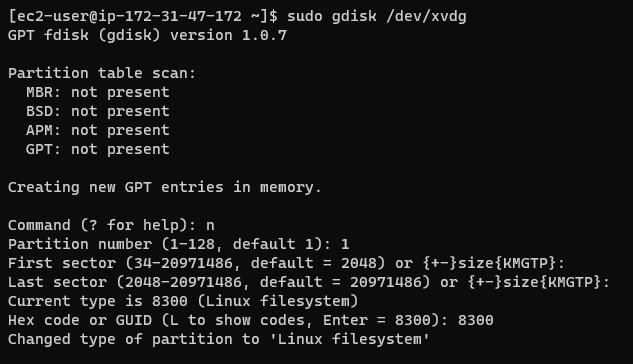 [ec2-user@ip-172-31-47-172 ~]$ sudo gdisk /dev/xvdg
GPT fdisk (gdisk) version 1.0.7
Partition table scan:
MBR: not present
BSD: not present
APM: not present
GPT: not present
Creating new GPT entries in memory.
Command (? for help): n
Partition number (1-128, default 1): 1
First sector (34-20971486, default = 2048) or {+-}size{KMGTP}:
Last sector (2048-20971486, default = 20971486) or {+-}size{KMGTP}:
Current type is 8300 (Linux filesystem)
Hex code or GUID (L to show codes, Enter = 8300): 8300
Changed type of partition to 'Linux filesystem'